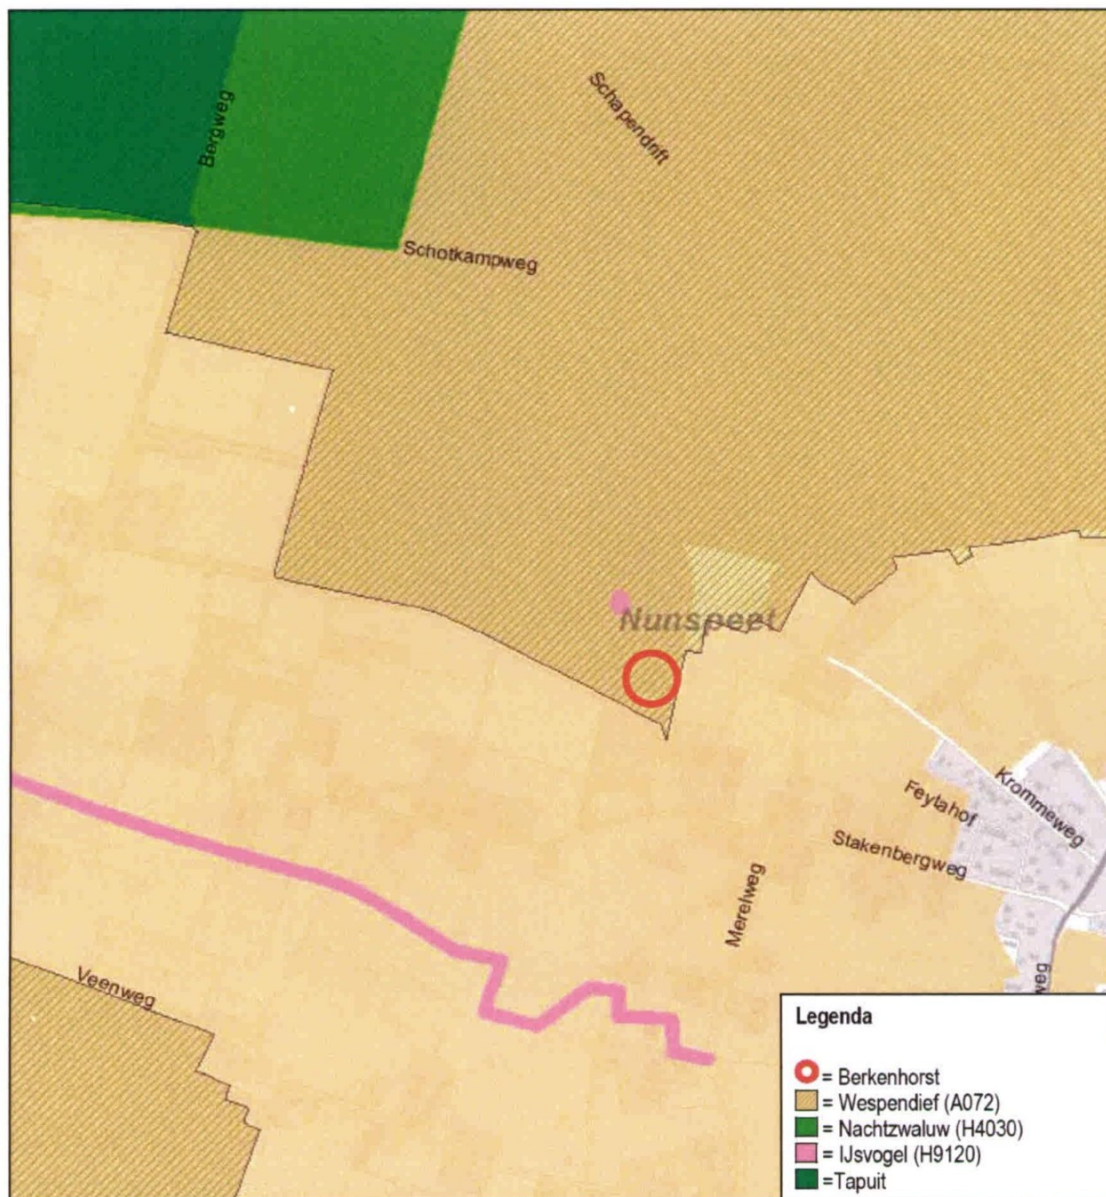 Schapendrift
Bergweg
Schotkampweg
Nunspeet
Krommeweg
Feytahof
Stakenbergweg
Merelweg
weg
Veenweg
Legenda
= Berkenhorst
= Wespendief (A072)
= Nachtzwaluw (H4030)
= IJsvogel (H9120)
=Tapuit